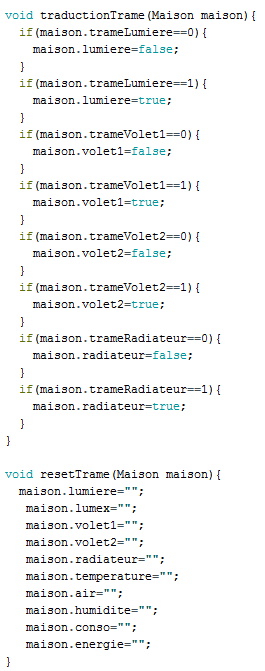 void traductionTrame(Maison maison){
  if(maison.trameLumiere==0){
    maison.lumiere=false;
  }
  if(maison.trameLumiere==1){
    maison.lumiere=true;
  }
  if(maison.trameVolet1==0){
    maison.volet1=false;
  }
  if(maison.trameVolet1==1){
    maison.volet1=true;
  }
  if(maison.trameVolet2==0){
    maison.volet2=false;
  }
  if(maison.trameVolet2==1){
    maison.volet2=true;
  }
  if(maison.trameRadiateur==0){
    maison.radiateur=false;
  }
  if(maison.trameRadiateur==1){
    maison.radiateur=true;
  }
}

void resetTrame(Maison maison){
  maison.lumiere="";
   maison.lumex="";
   maison.volet1="";
   maison.volet2="";
   maison.radiateur="";
   maison.temperature="";
   maison.air="";
   maison.humidite="";
   maison.conso="";
   maison.energie="";
}